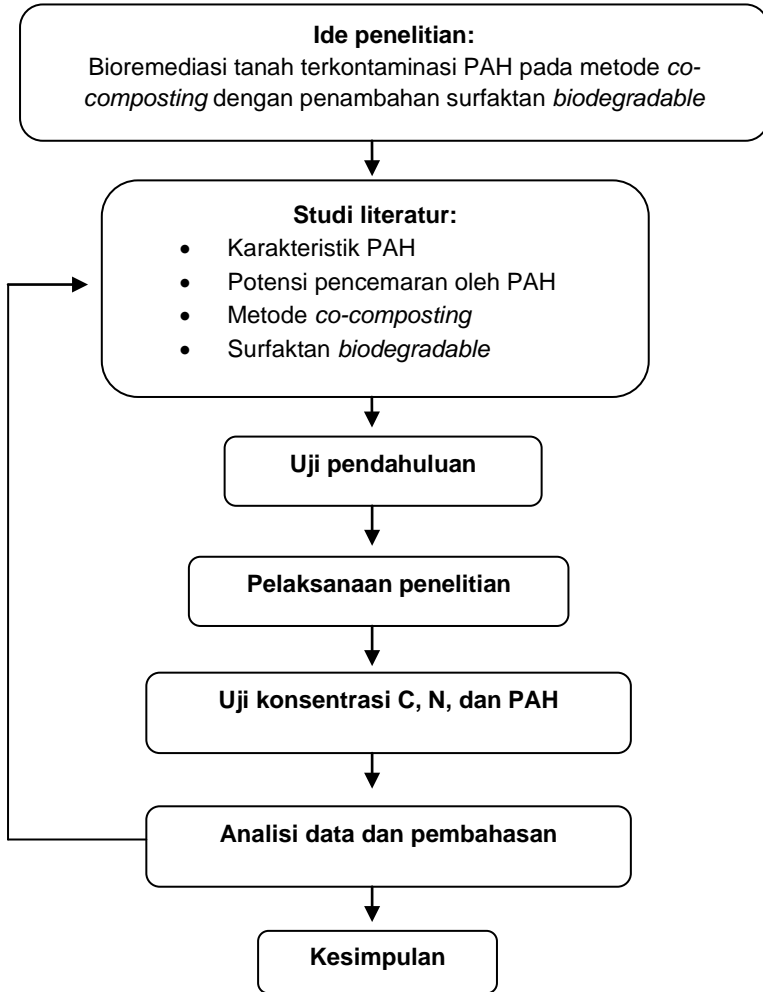 Ide penelitian:
Bioremediasi tanah terkontaminasi PAH pada metode co-
composting dengan penambahan surfaktan biodegradable
Studi literatur:
• Karakteristik PAH
• Potensi pencemaran oleh PAH
• Metode co-composting
• Surfaktan biodegradable
Uji pendahuluan
Pelaksanaan penelitian
Uji konsentrasi C, N, dan PAH
Analisi data dan pembahasan
Kesimpulan